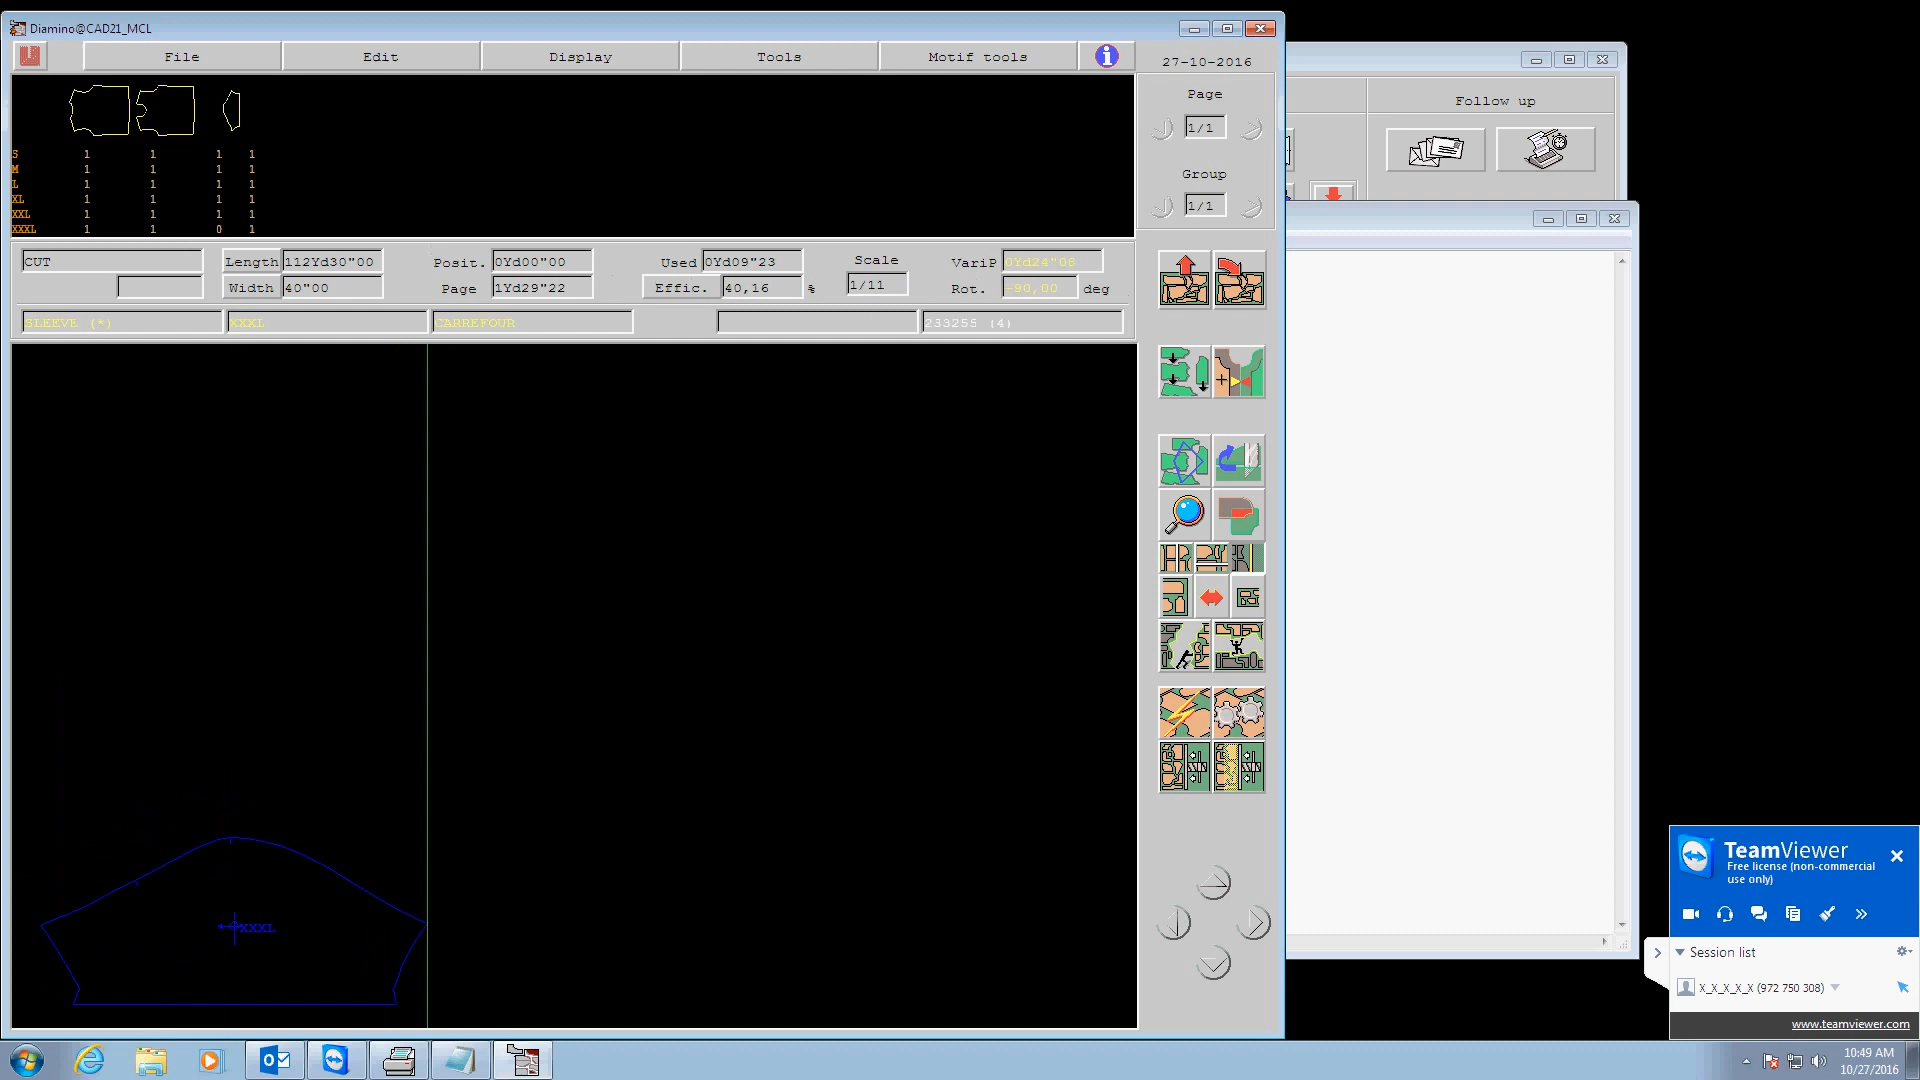 Diamino@CAD21_MCL
File Edit Display Tools Motif tools
27-10-2016
Page
1/1
Group
1/1
Follow up
S 1 1 1 1
M 1 1 1 1
L 1 1 1 1
XL 1 1 1 1
XXL 1 1 1 1
XXXL 1 1 0 1
CUT Length 112Yd30"00 Posit. 0Yd00"00 Used 0Yd09"23 Scale VariP 0Yd24"06
Width 40"00 Page 1Yd29"22 Effic. 40,16 % 1/11 Rot. -90,00 deg
SLEEVE (*) XXXL CARREFOUR 233255 (4)
XXXL
TeamViewer
Free license (non-commercial
use only)
Session list
X_X_X_X_X (972 750 308)
www.teamviewer.com
10:49 AM
10/27/2016